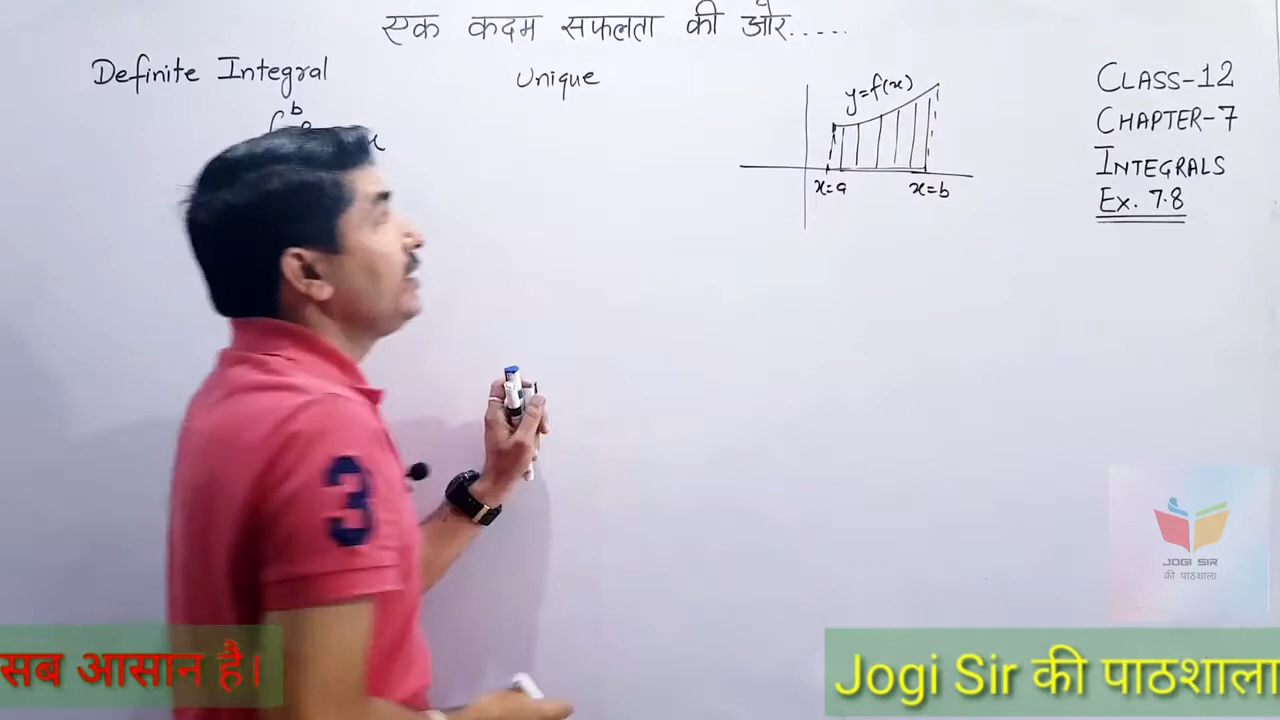 एक कदम सफलता की ओर.....
Definite Integral
Unique
b
x
y=f(x)
x=a
x=b
CLASS-12
CHAPTER-7
INTEGRALS
Ex. 7.8
3
JOGI SIR
की पाठशाला
सब आसान है।
Jogi Sir की पाठशाला